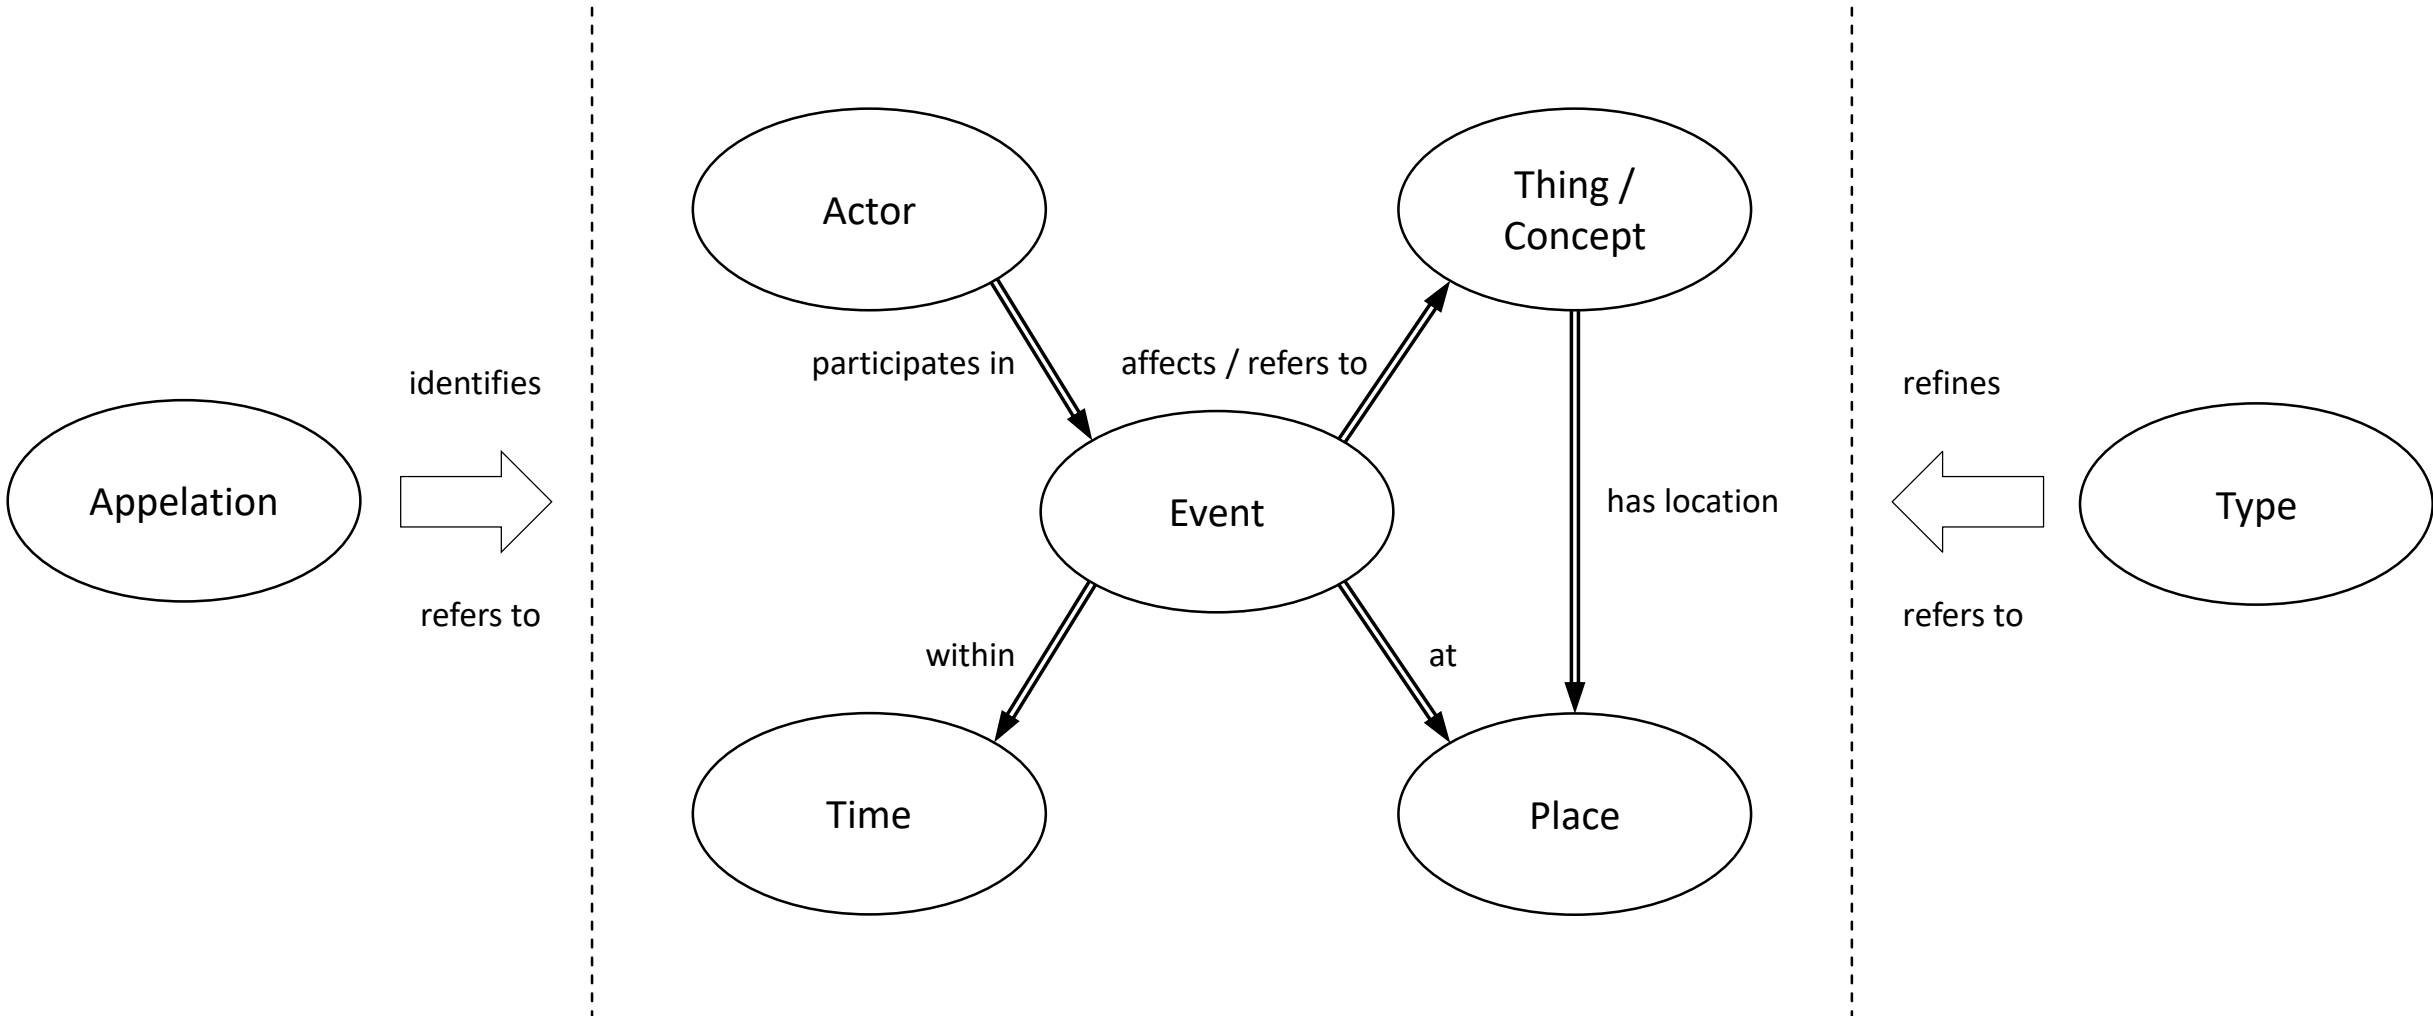 Actor
Thing /
Concept
participates in
affects / refers to
identifies
refines
Appelation
Event
has location
Type
refers to
refers to
within
at
Time
Place